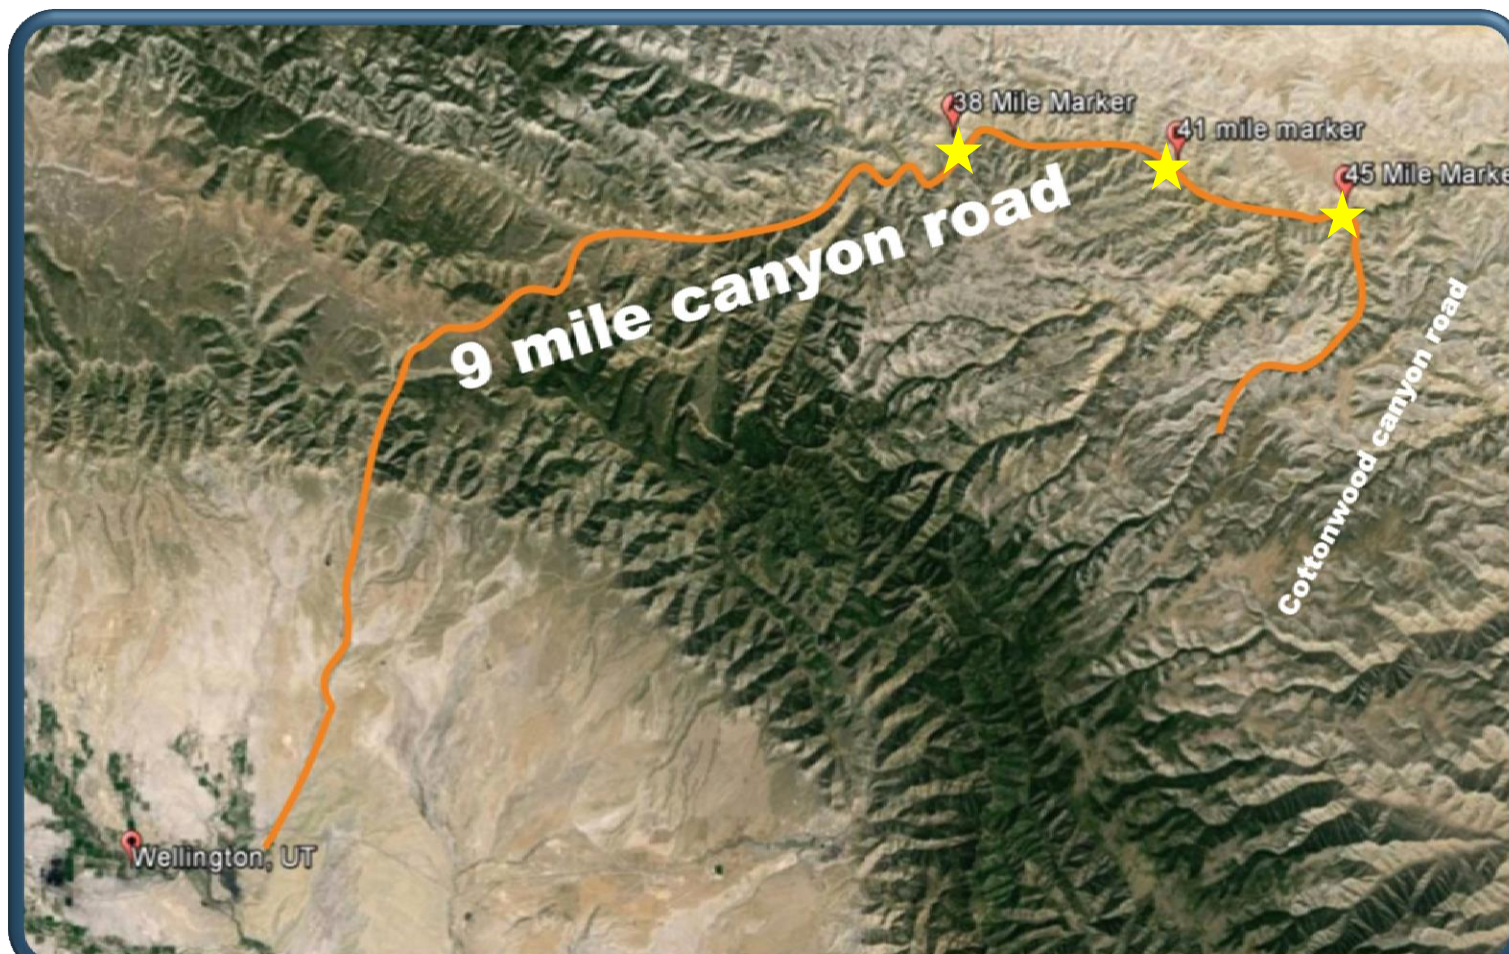 38 Mile Marker
41 mile marker
45 Mile Marke
9 mile canyon road
Cottonwood canyon road
Wellington, UT